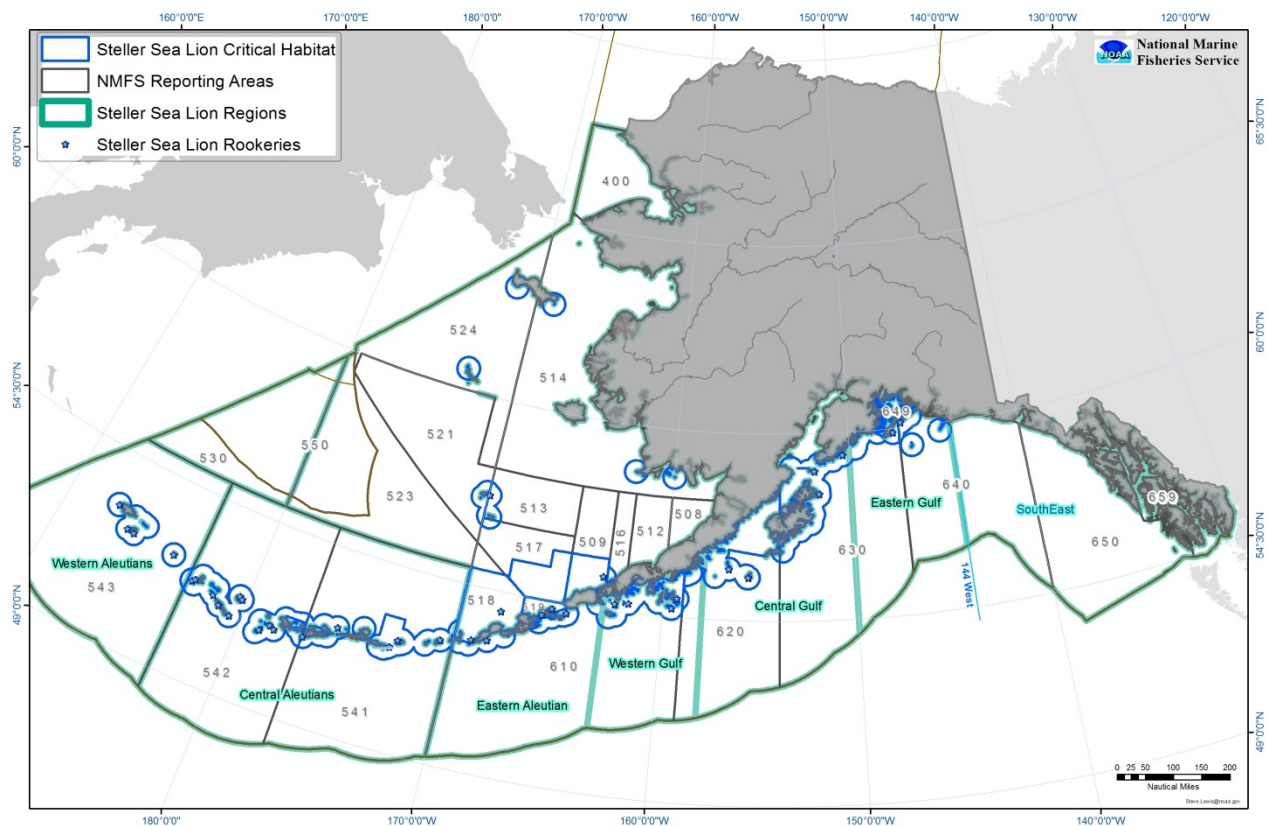 160°0'0"E
170°0'0"E
180°0'0"
170°0'0"W
160°0'0"W
150°0'0"W
140°0'0"W
130°0'0"W
120°0'0"W
Steller Sea Lion Critical Habitat
NMFS Reporting Areas
Steller Sea Lion Regions
Steller Sea Lion Rookeries
NOAA
National Marine
Fisheries Service
65°30'0"N
60°0'0"N
60°0'0"N
54°30'0"N
54°30'0"N
49°0'0"N
49°0'0"N
400
524
514
521
550
530
523
513
508
509
516
512
517
518
519
649
640
650
659
630
620
610
541
542
543
Western Aleutians
Central Aleutians
Eastern Aleutian
Western Gulf
Central Gulf
Eastern Gulf
SouthEast
144 West
0 25 50 100 150 200
Nautical Miles
Steve.Lewis@noaa.gov
180°0'0"
170°0'0"W
160°0'0"W
150°0'0"W
140°0'0"W